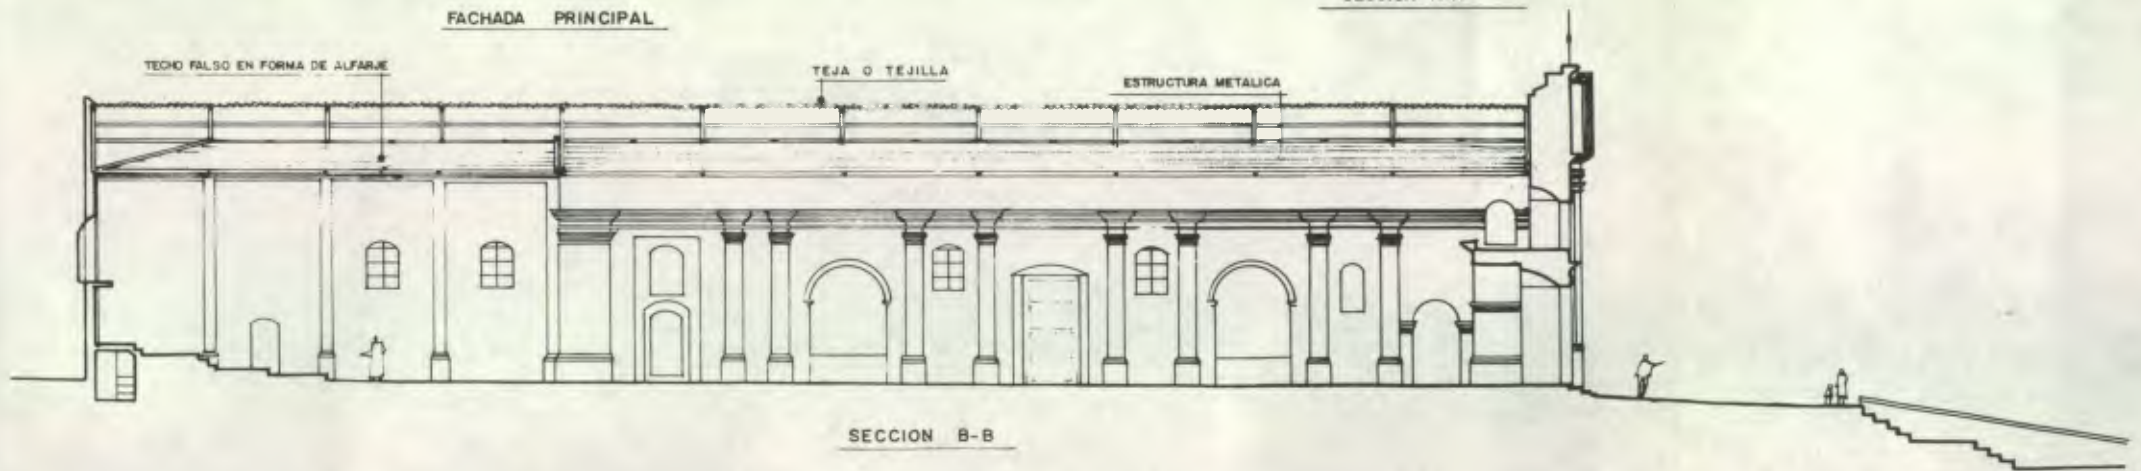 FACHADA PRINCIPAL
TECHO FALSO EN FORMA DE ALFARJE
TEJA O TEJILLA
ESTRUCTURA METALICA
SECCION B-B